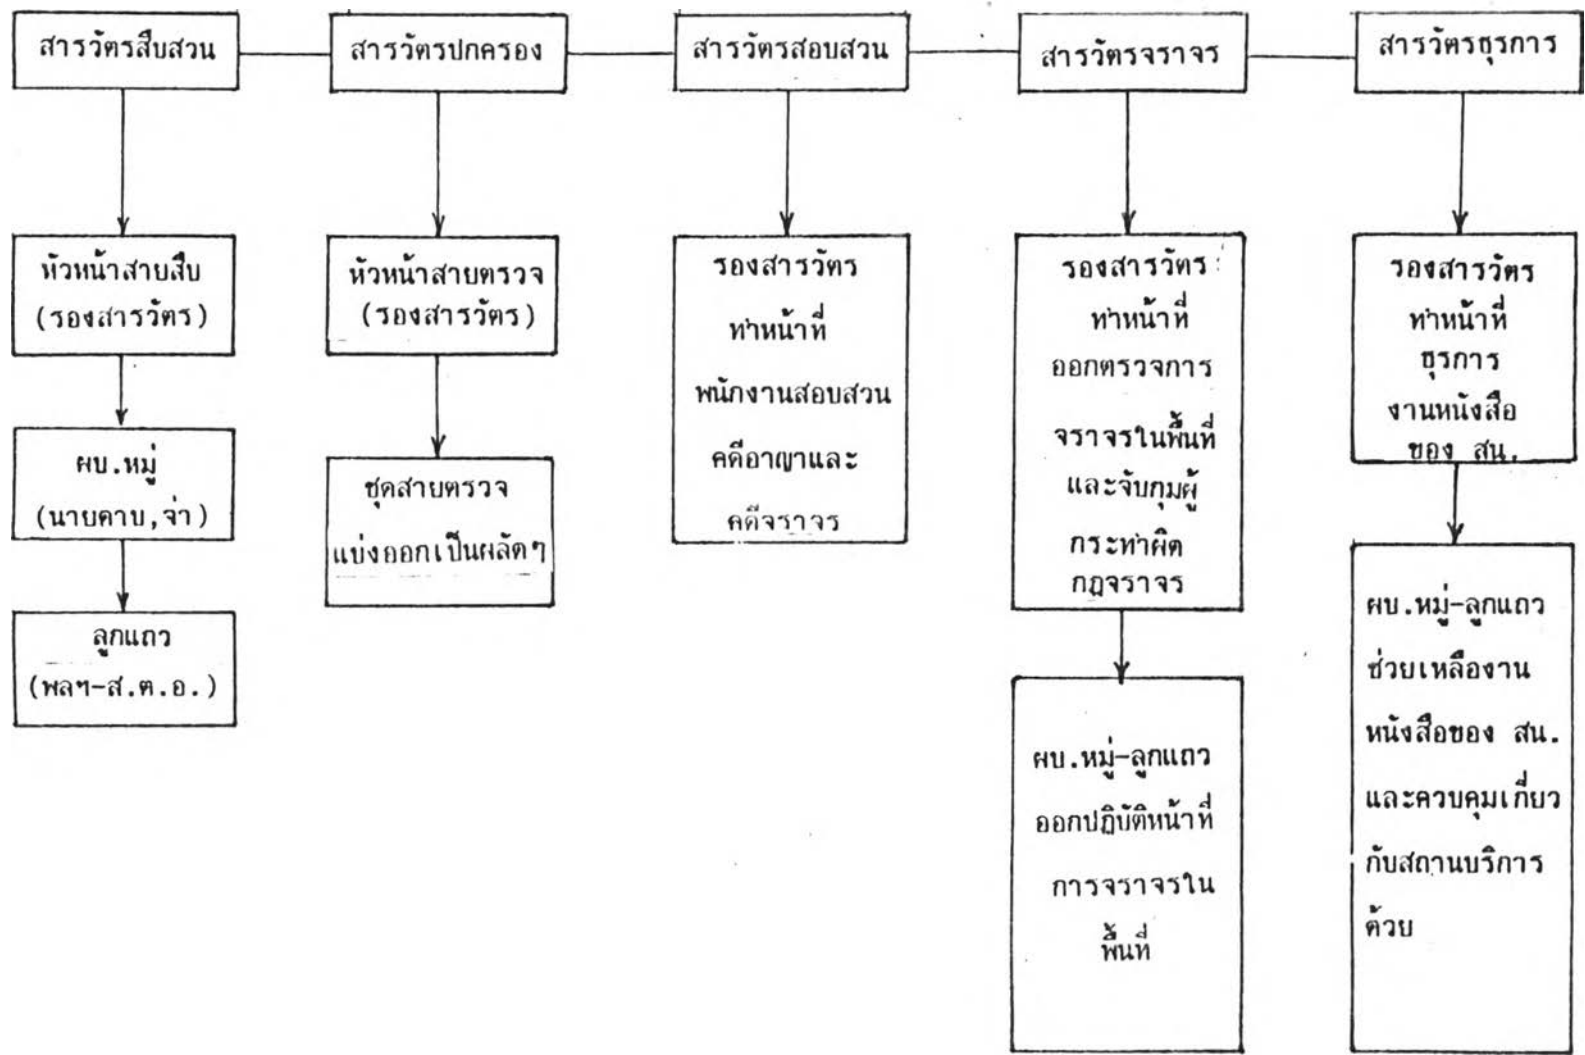 สารวัตรสืบสวน
สารวัตรปกครอง
สารวัตรสอบสวน
สารวัตรจราจร
สารวัตรธุรการ
หัวหน้าสายสืบ
(รองสารวัตร)
ผบ.หมู่
(นายดาบ,จ่า)
ลูกแถว
(พลฯ-ส.ต.อ.)
หัวหน้าสายตรวจ
(รองสารวัตร)
ชุดสายตรวจ
แบ่งออกเป็นผลัดๆ
รองสารวัตร
ทำหน้าที่
พนักงานสอบสวน
คดีอาญาและ
คดีจราจร
รองสารวัตร
ทำหน้าที่
ออกตรวจการ
จราจรในพื้นที่
และจับกุมผู้
กระทำผิด
กฎจราจร
ผบ.หมู่-ลูกแถว
ออกปฏิบัติหน้าที่
การจราจรใน
พื้นที่
รองสารวัตร
ทำหน้าที่
ธุรการ
งานหนังสือ
ของ สน.
ผบ.หมู่-ลูกแถว
ช่วยเหลืองาน
หนังสือของ สน.
และควบคุมเกี่ยว
กับสถานบริการ
ด้วย